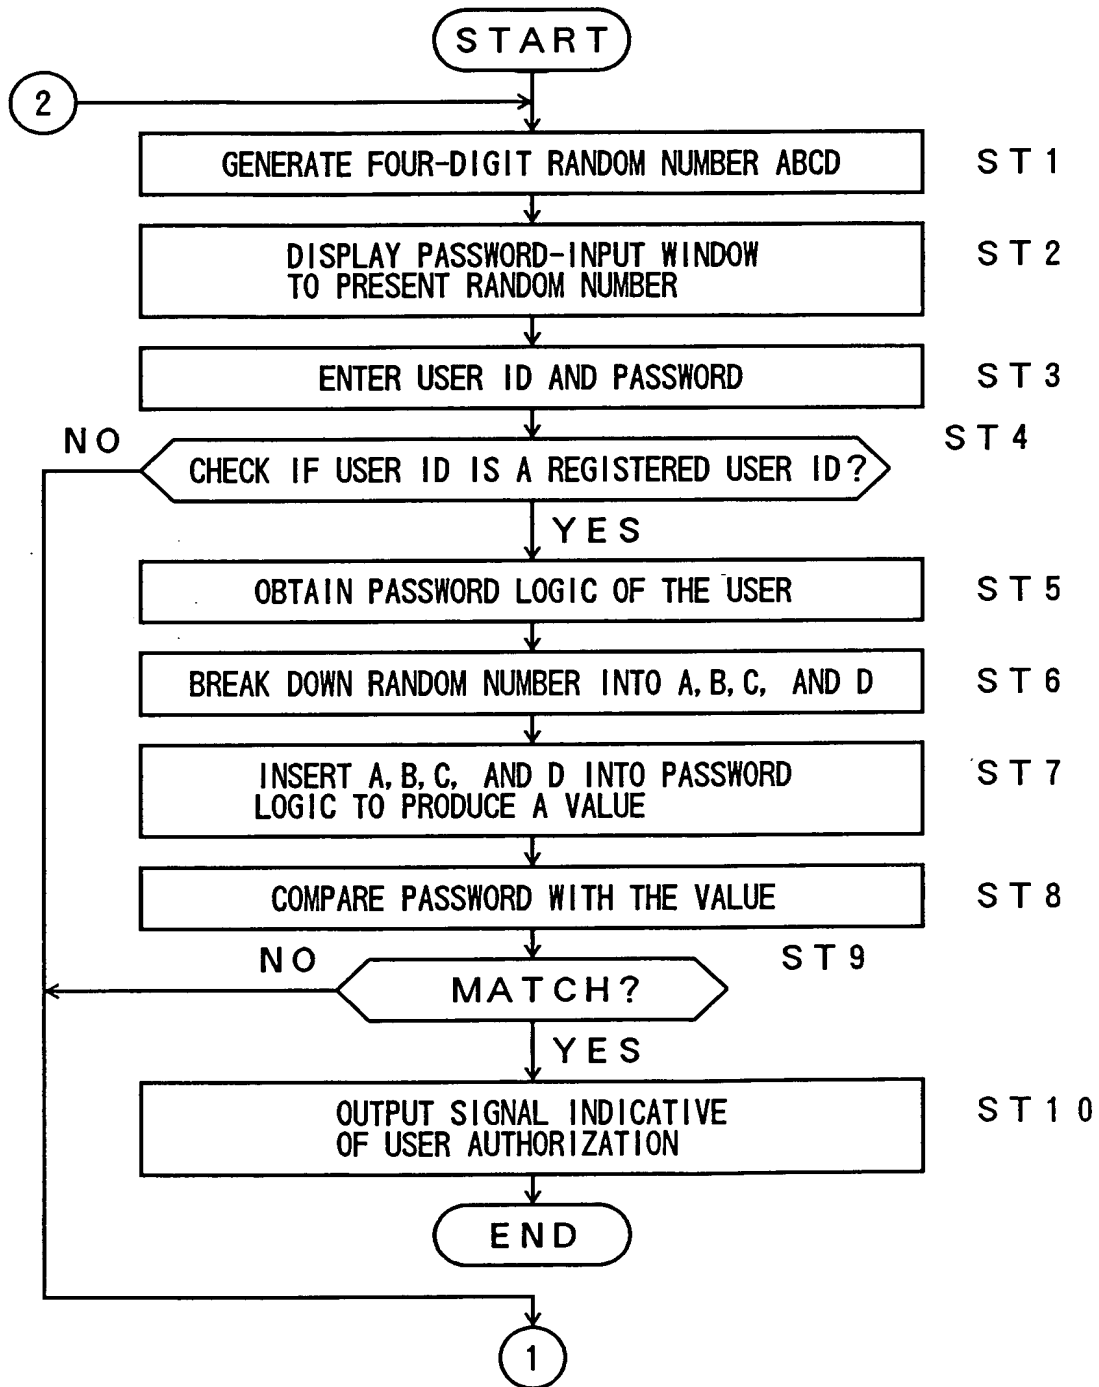 START
2
GENERATE FOUR-DIGIT RANDOM NUMBER ABCD
ST1
DISPLAY PASSWORD-INPUT WINDOW
TO PRESENT RANDOM NUMBER
ST2
ENTER USER ID AND PASSWORD
ST3
NO
CHECK IF USER ID IS A REGISTERED USER ID?
ST4
YES
OBTAIN PASSWORD LOGIC OF THE USER
ST5
BREAK DOWN RANDOM NUMBER INTO A, B, C, AND D
ST6
INSERT A, B, C, AND D INTO PASSWORD
LOGIC TO PRODUCE A VALUE
ST7
COMPARE PASSWORD WITH THE VALUE
ST8
NO
MATCH?
ST9
YES
OUTPUT SIGNAL INDICATIVE
OF USER AUTHORIZATION
ST10
END
1